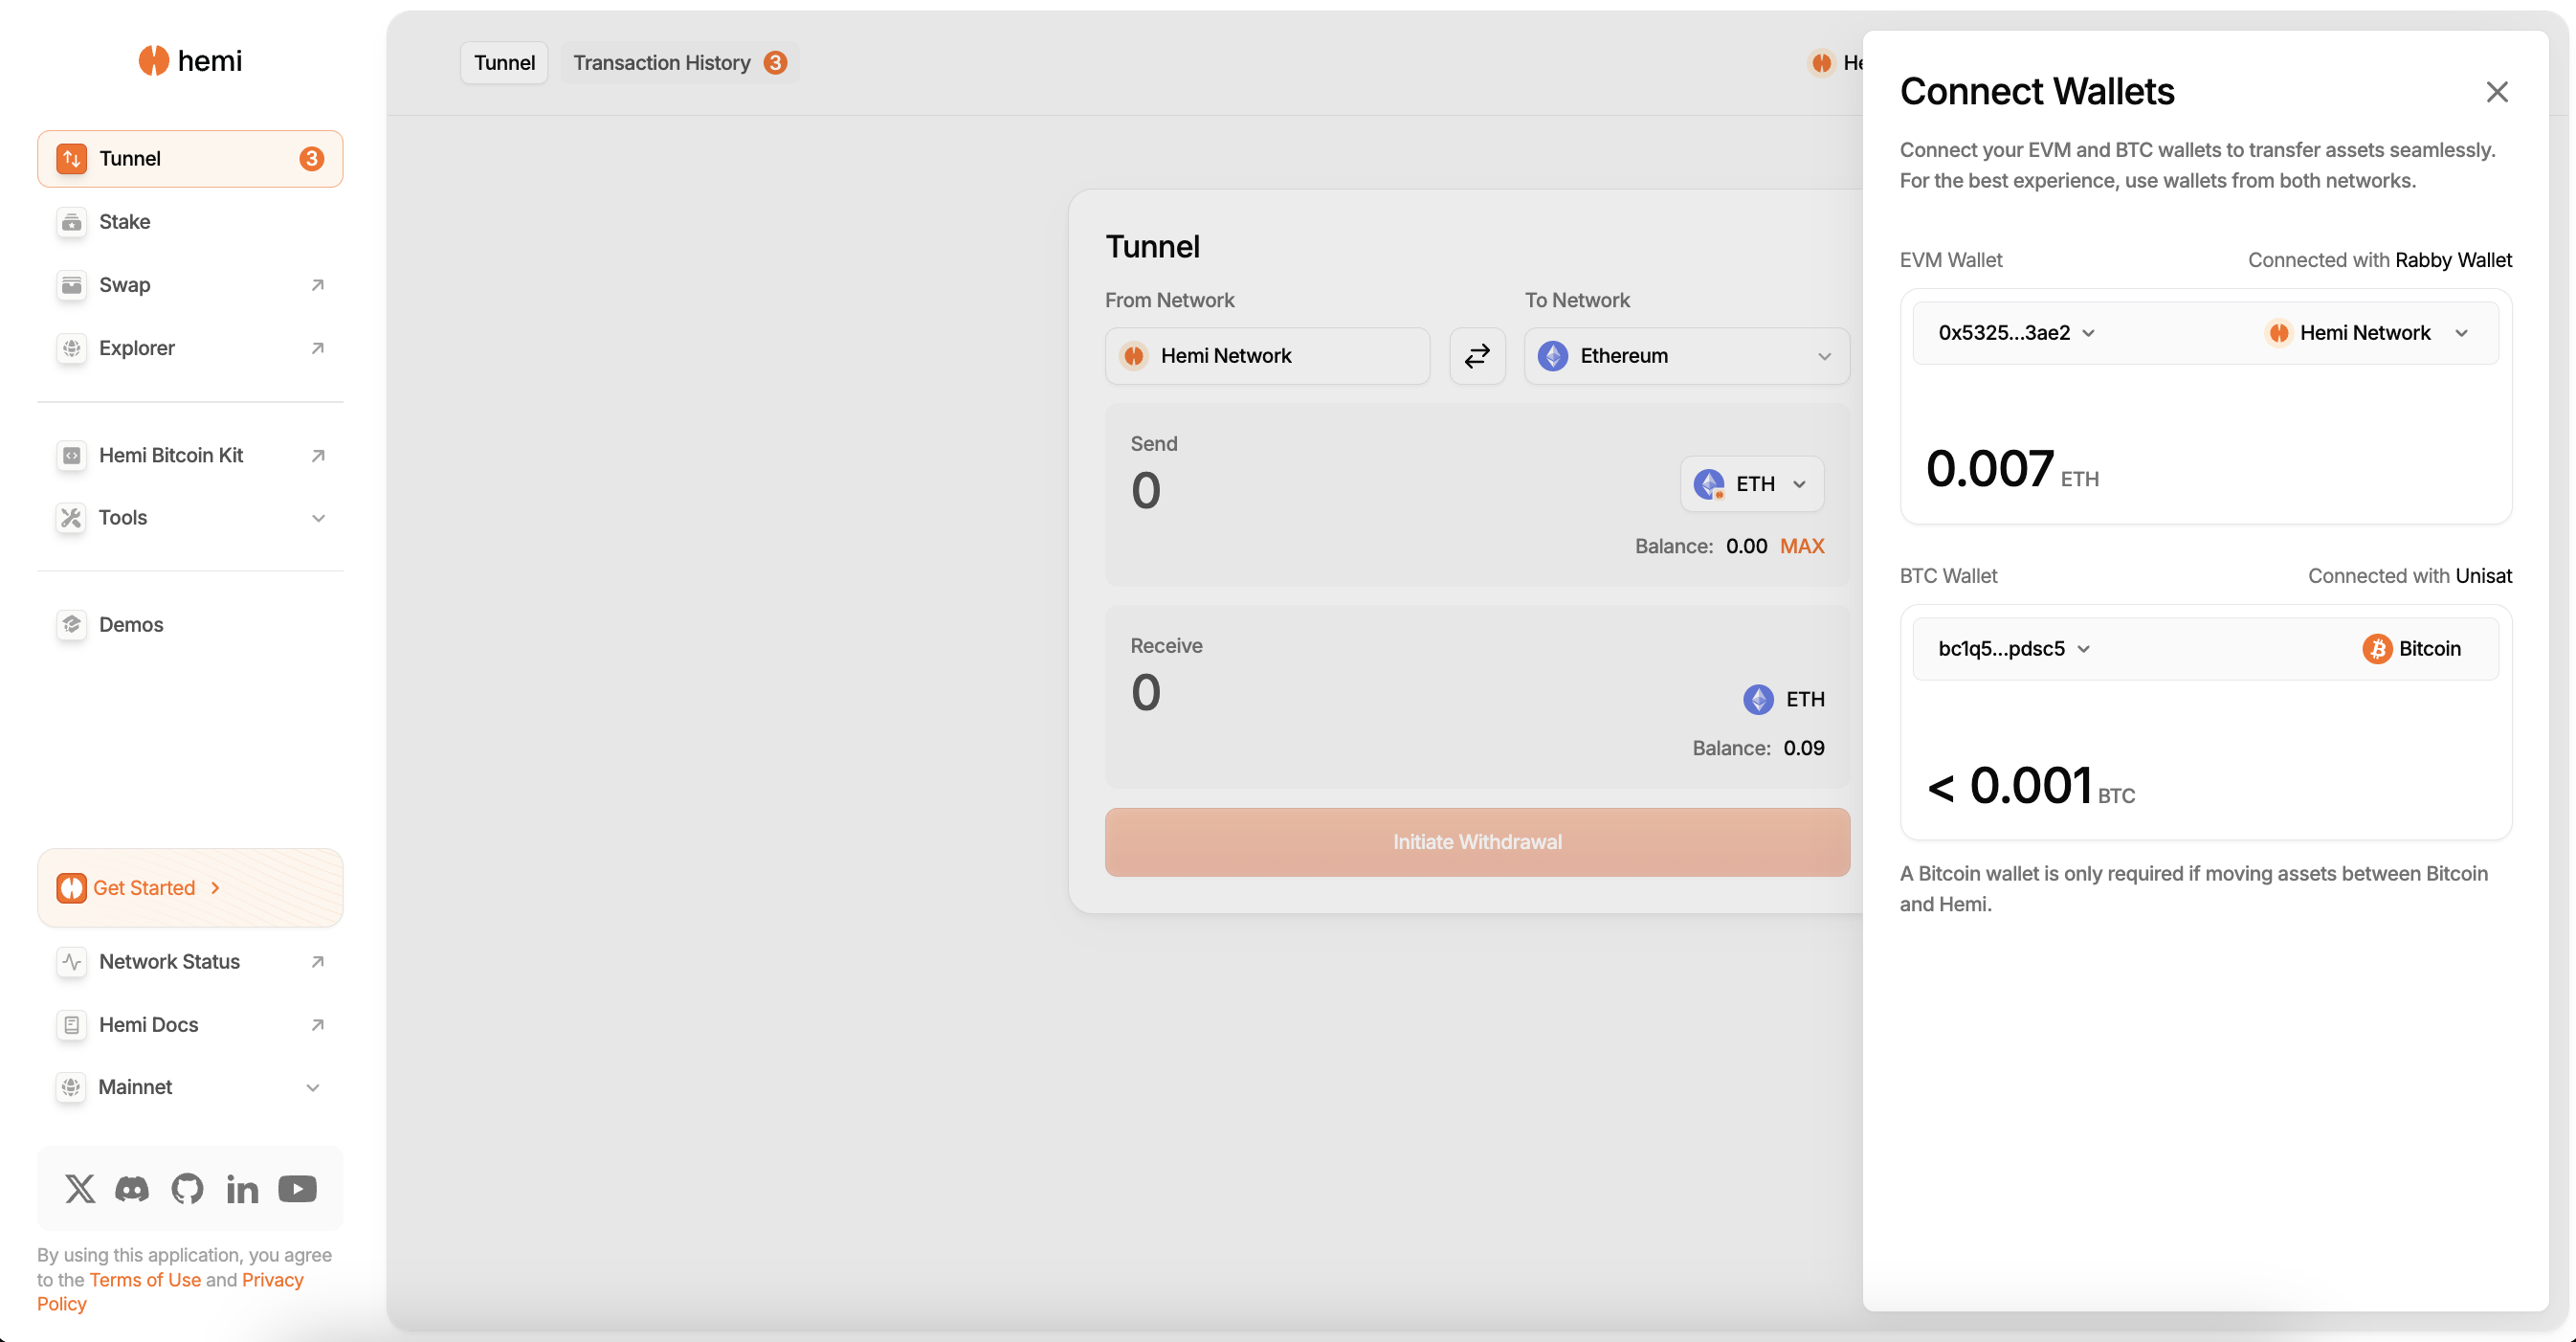 hemi
Tunnel
3
Stake
Swap
Explorer
Hemi Bitcoin Kit
Tools
Demos
Get Started
Network Status
Hemi Docs
Mainnet
By using this application, you agree
to the Terms of Use and Privacy
Policy
Tunnel
Transaction History 3
He
Tunnel
From Network
To Network
Hemi Network
Ethereum
Send
0
ETH
Balance: 0.00 MAX
Receive
0
ETH
Balance: 0.09
Initiate Withdrawal
Connect Wallets
Connect your EVM and BTC wallets to transfer assets seamlessly.
For the best experience, use wallets from both networks.
EVM Wallet
Connected with Rabby Wallet
0x5325...3ae2
Hemi Network
0.007 ETH
BTC Wallet
Connected with Unisat
bc1q5...pdsc5
Bitcoin
< 0.001 BTC
A Bitcoin wallet is only required if moving assets between Bitcoin
and Hemi.